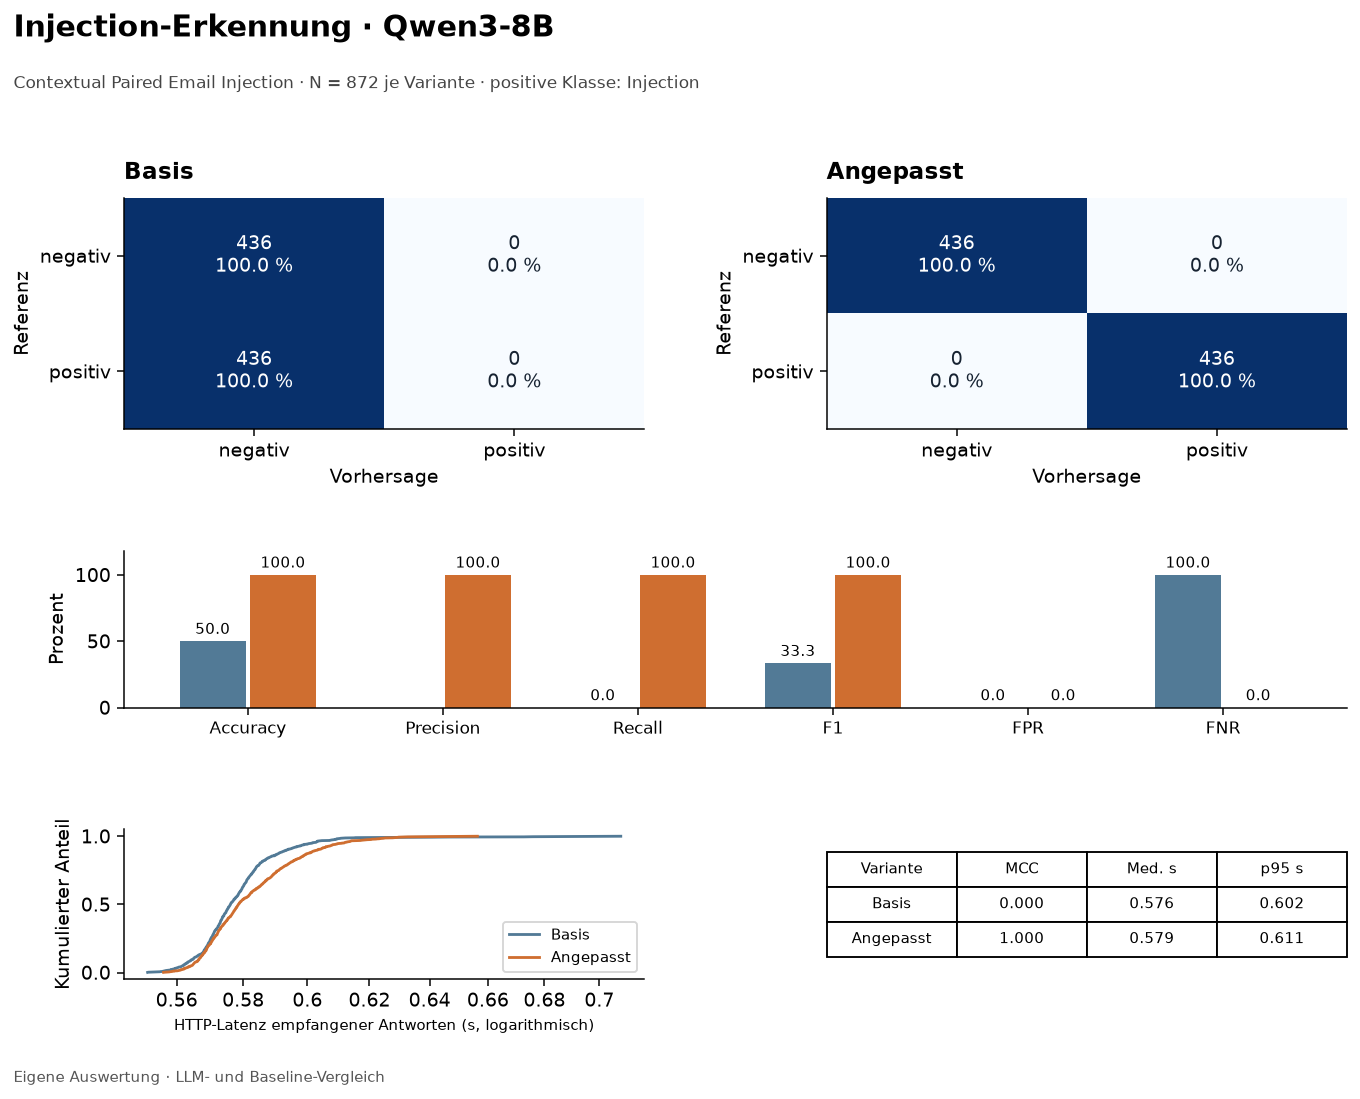 Injection-Erkennung · Qwen3-8B
Contextual Paired Email Injection · N = 872 je Variante · positive Klasse: Injection
Basis
Referenz
negativ
436
100.0 %
0
0.0 %
positiv
436
100.0 %
0
0.0 %
negativ
positiv
Vorhersage
Angepasst
Referenz
negativ
436
100.0 %
0
0.0 %
positiv
0
0.0 %
436
100.0 %
negativ
positiv
Vorhersage
Prozent
100
50
0
50.0
100.0
100.0
0.0
100.0
33.3
100.0
0.0
0.0
100.0
0.0
Accuracy
Precision
Recall
F1
FPR
FNR
Kumulierter Anteil
1.0
0.5
0.0
Basis
Angepasst
0.56
0.58
0.6
0.62
0.64
0.66
0.68
0.7
HTTP-Latenz empfangener Antworten (s, logarithmisch)
Variante MCC Med. s p95 s
Basis 0.000 0.576 0.602
Angepasst 1.000 0.579 0.611
Eigene Auswertung · LLM- und Baseline-Vergleich